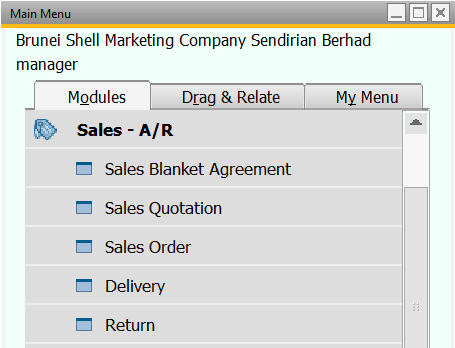 Main Menu
Brunei Shell Marketing Company Sendirian Berhad
manager
Modules Drag & Relate My Menu
Sales - A/R
Sales Blanket Agreement
Sales Quotation
Sales Order
Delivery
Return